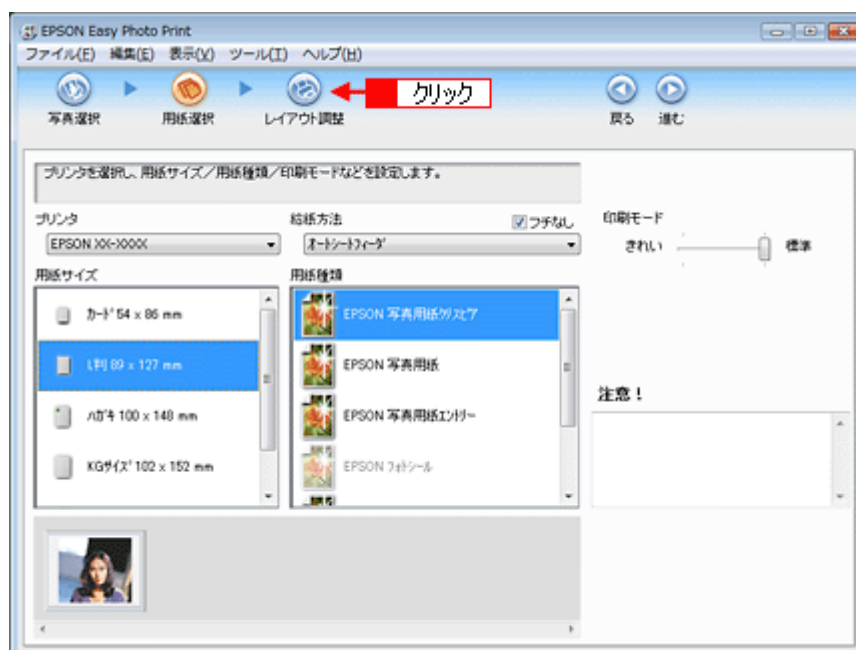 EPSON Easy Photo Print
ファイル(F) 編集(E) 表示(V) ツール(T) ヘルプ(H)
クリック
写真選択 用紙選択 レイアウト調整 戻る 進む
プリンタを選択し、用紙サイズ／用紙種類／印刷モードなどを設定します。
プリンタ 給紙方法 フチなし 印刷モード
EPSON XX-XXXX オートシートフィーダ きれい 標準
用紙サイズ 用紙種類
カード 54 x 86 mm EPSON 写真用紙クリスピア
L判 89 x 127 mm EPSON 写真用紙
注意！
ハガキ 100 x 148 mm EPSON 写真用紙エントリー
KGサイズ 102 x 152 mm EPSON フォトシール